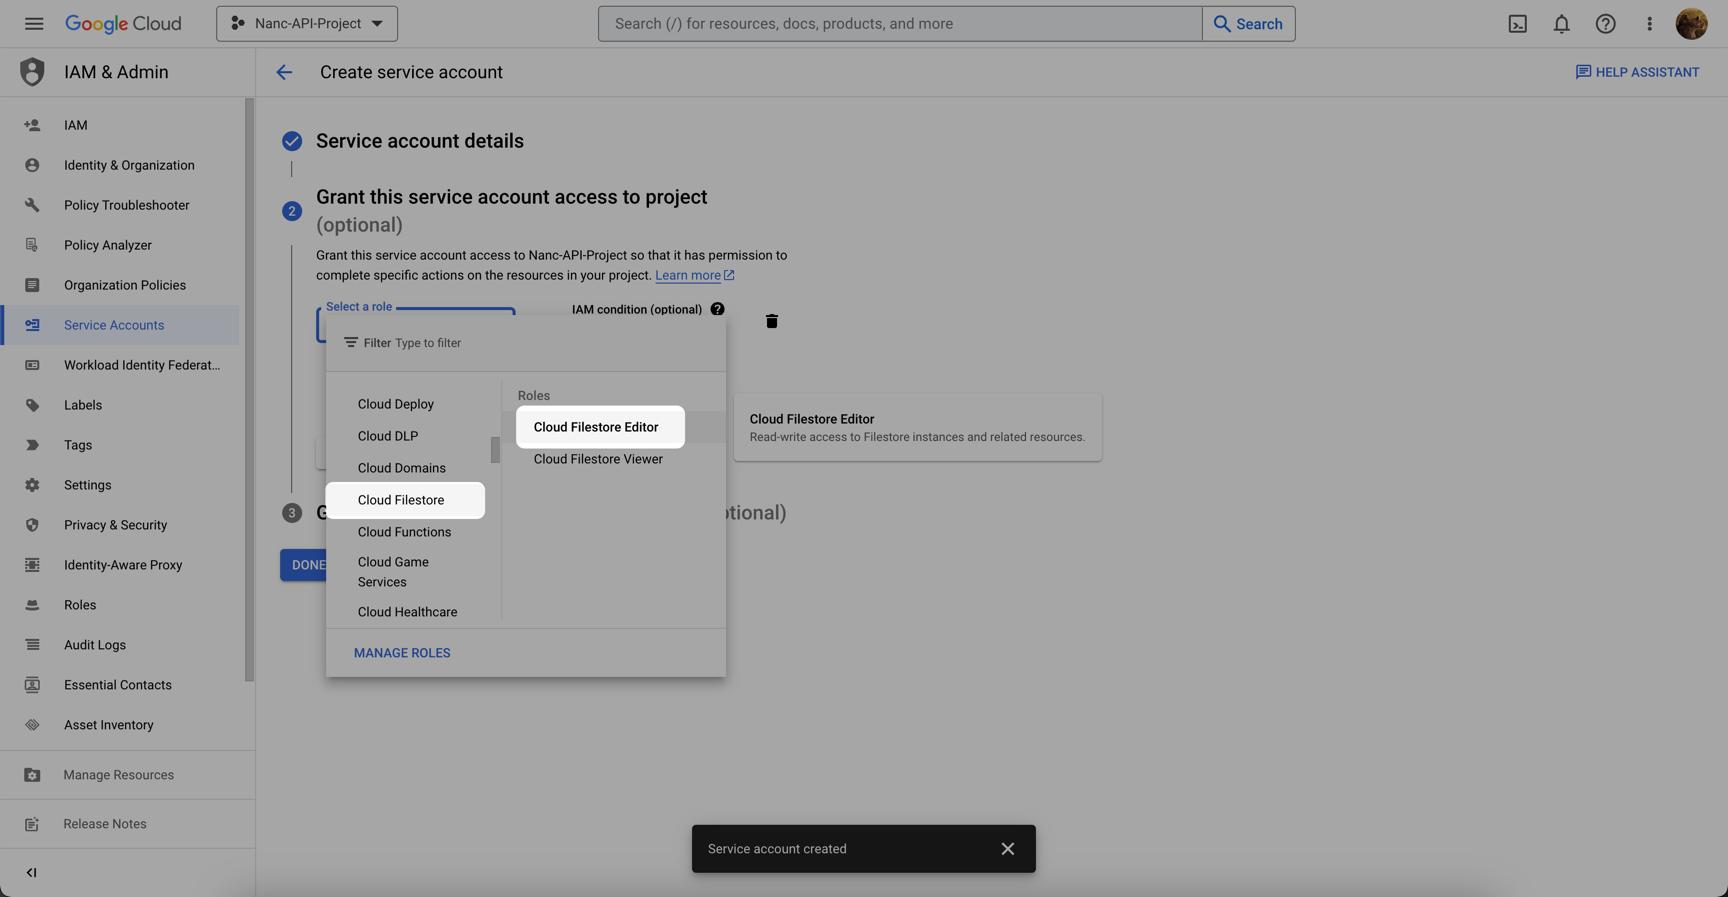 Google Cloud
Nanc-API-Project
Search (/) for resources, docs, products, and more
Search
IAM & Admin
Create service account
HELP ASSISTANT
IAM
Identity & Organization
Policy Troubleshooter
Policy Analyzer
Organization Policies
Service Accounts
Workload Identity Federat...
Labels
Tags
Settings
Privacy & Security
Identity-Aware Proxy
Roles
Audit Logs
Essential Contacts
Asset Inventory
Manage Resources
Release Notes
Service account details
2
Grant this service account access to project
(optional)
Grant this service account access to Nanc-API-Project so that it has permission to
complete specific actions on the resources in your project. Learn more
Select a role
IAM condition (optional)
Filter Type to filter
Cloud Deploy
Cloud DLP
Cloud Domains
Cloud Filestore
Cloud Functions
Cloud Game
Services
Cloud Healthcare
Roles
Cloud Filestore Editor
Cloud Filestore Viewer
MANAGE ROLES
Cloud Filestore Editor
Read-write access to Filestore instances and related resources.
3
DONE
Service account created